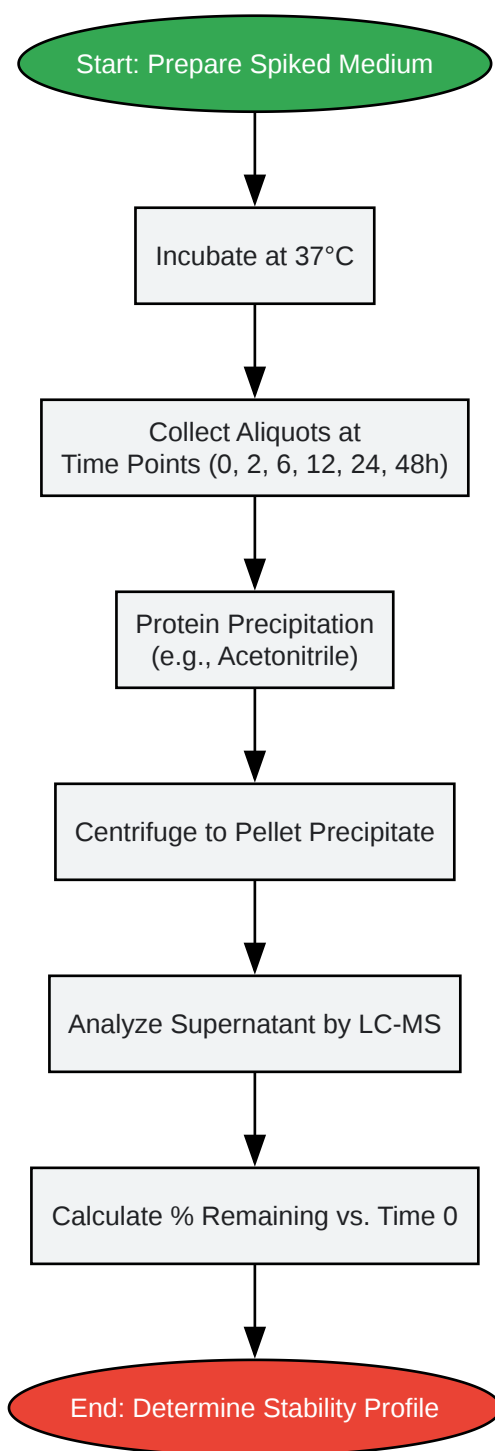 Start: Prepare Spiked Medium
Incubate at 37°C
Collect Aliquots at
Time Points (0, 2, 6, 12, 24, 48h)
Protein Precipitation
(e.g., Acetonitrile)
Centrifuge to Pellet Precipitate
Analyze Supernatant by LC-MS
Calculate % Remaining vs. Time 0
End: Determine Stability Profile